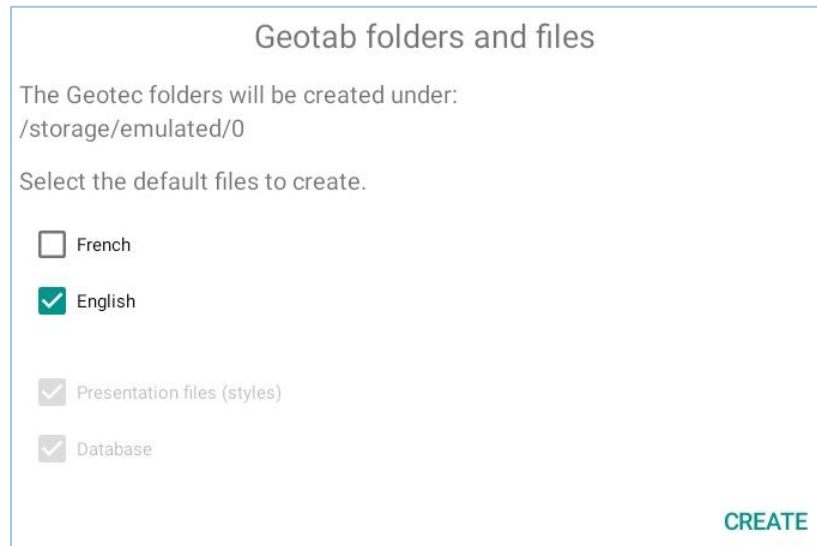 Geotab folders and files
The Geotec folders will be created under:
/storage/emulated/0
Select the default files to create.
French
English
Presentation files (styles)
Database
CREATE